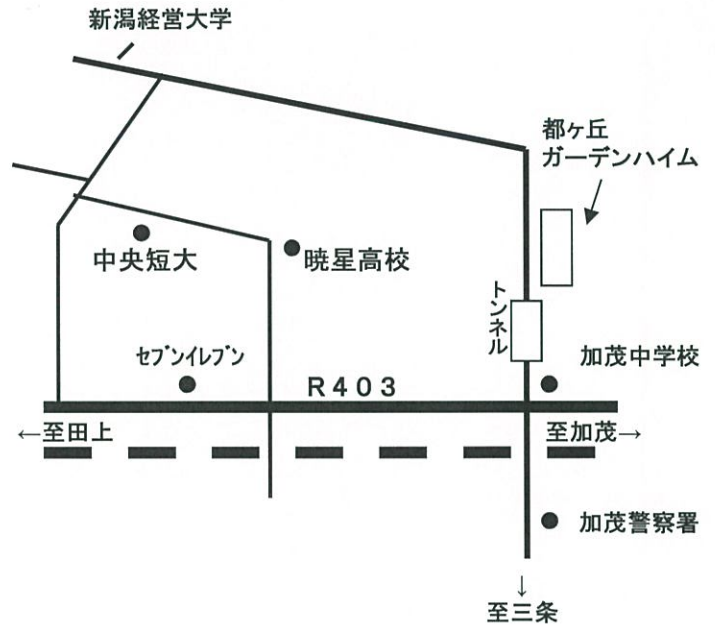 新潟経営大学
都ヶ丘
ガーデンハイム
中央短大
暁星高校
トンネル
ｾﾌﾞﾝｲﾚﾌﾞﾝ
R403
加茂中学校
←至田上
至加茂→
加茂警察署
↓
至三条